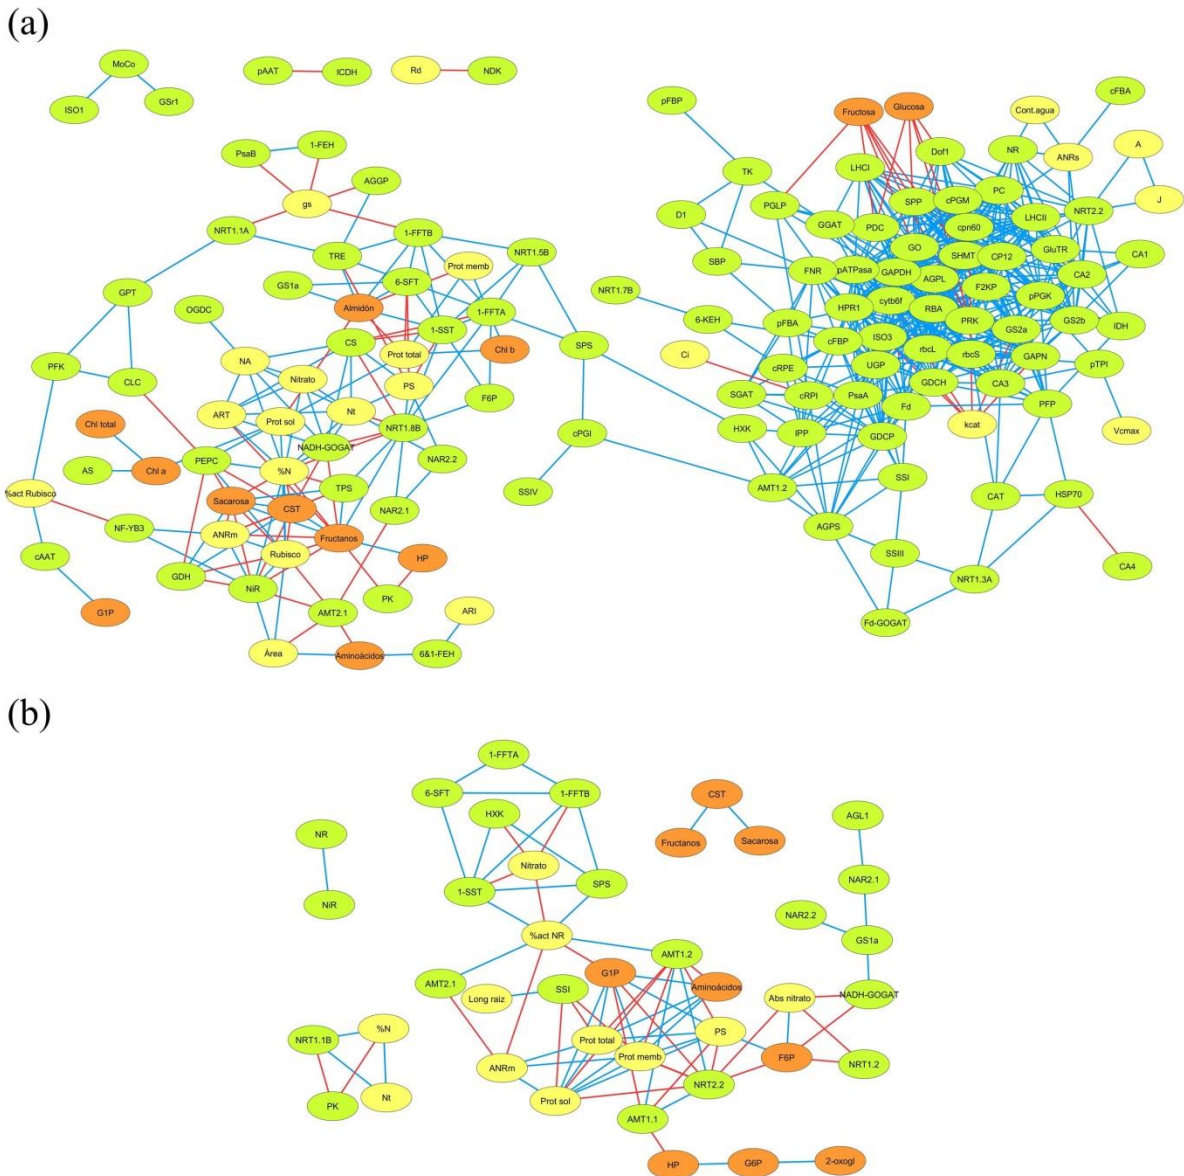 (a)
MoCo
pAAT
ICDH
Rd
NDK
ISO1
GSr1
pFBP
Fructosa
Glucosa
Cont.agua
cFBA
PsaB
1-FEH
LHCI
Dof1
NR
ANRs
A
AGGP
TK
gs
PGLP
SPP
cPGM
PC
J
NRT1.1A
1-FFTB
D1
GGAT
PDC
cpn60
LHCII
NRT2.2
TRE
NRT1.5B
SBP
GO
SHMT
CP12
GluTR
CA1
Prot memb
FNR
pATPasa
GAPDH
AGPL
CA2
GPT
GS1a
6-SFT
NRT1.7B
F2KP
pPGK
OGDC
Almidón
1-FFTA
HPR1
cytb6f
RBA
1-SST
6-KEH
pFBA
PRK
GS2a
GS2b
IDH
CS
SPS
cFBP
ISO3
NA
Prot total
Chl b
Ci
rbcL
rbcS
GAPN
PFK
CLC
Nitrato
PS
cRPE
UGP
pTPI
GDCH
CA3
F6P
SGAT
cRPI
PsaA
ART
Nt
Fd
PFP
Chl total
Prot sol
NRT1.8B
HXK
IPP
kcat
Vcmax
NADH-GOGAT
cPGI
GDCP
AS
Chl a
PEPC
%N
NAR2.2
SSI
%act Rubisco
TPS
SSIV
AMT1.2
CAT
HSP70
Sacarosa
CST
NAR2.1
NF-YB3
AGPS
ANRm
Fructanos
cAAT
Rubisco
HP
SSIII
CA4
GDH
NiR
NRT1.3A
PK
G1P
AMT2.1
ARI
Fd-GOGAT
Área
Aminoácidos
6&1-FEH
(b)
1-FFTA
6-SFT
1-FFTB
CST
HXK
AGL1
NR
Fructanos
Sacarosa
Nitrato
NAR2.1
1-SST
SPS
NiR
NAR2.2
%act NR
GS1a
AMT1.2
AMT2.1
G1P
Long raiz
SSI
Aminoácidos
Abs nitrato
NADH-GOGAT
%N
PS
NRT1.1B
Prot total
Prot memb
F6P
NRT1.2
ANRm
NRT2.2
PK
Nt
Prot sol
AMT1.1
HP
G6P
2-oxogl